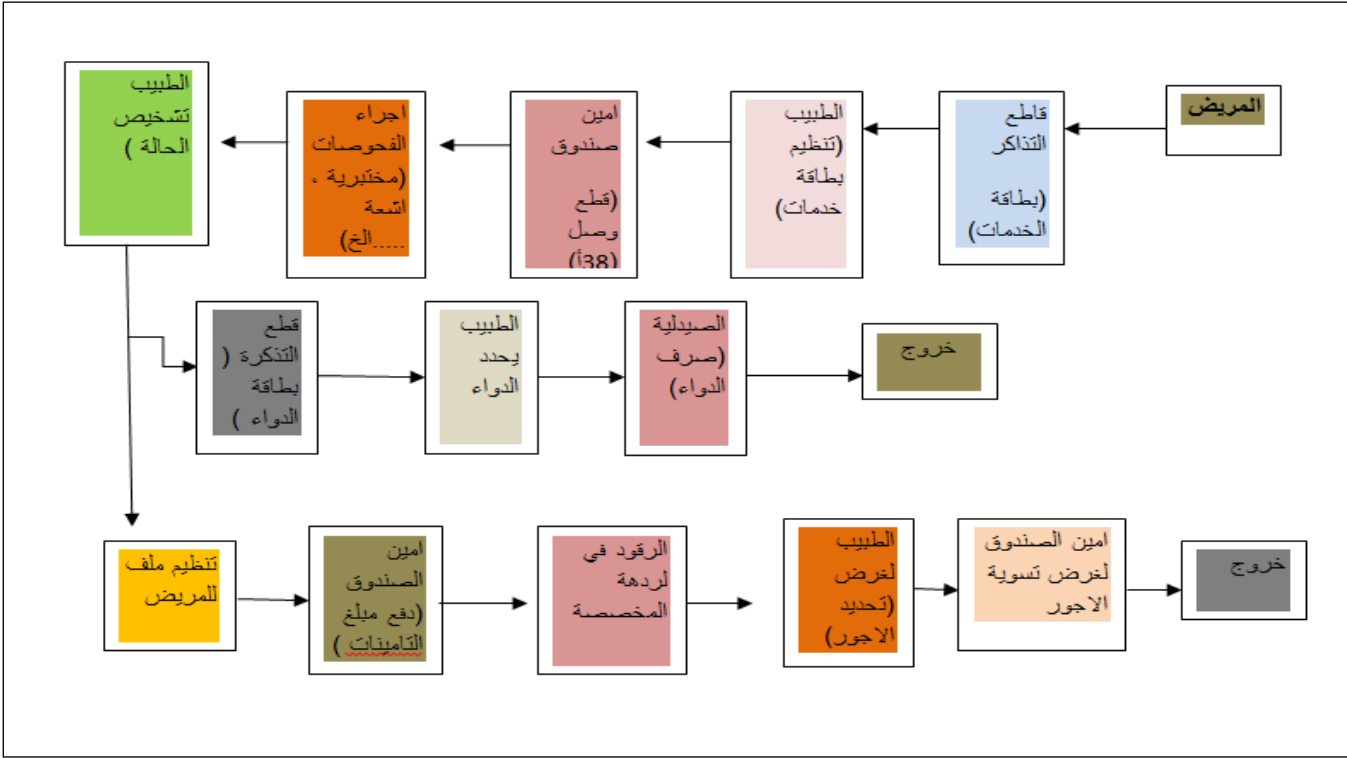 المريض
قاطع
التذاكر
(بطاقة
الخدمات)
الطبيب
(تنظيم
بطاقة
خدمات)
امين
صندوق
(قطع
وصل
(38أ)
اجراء
الفحوصات
(مختبرية ،
اشعة
.....الخ)
الطبيب
تشخيص
الحالة )
قطع
التذكرة (
بطاقة
الدواء )
الطبيب
يحدد
الدواء
الصيدلية
(صرف
الدواء)
خروج
تنظيم ملف
للمريض
امين
الصندوق
(دفع مبلغ
التامينات )
الرقود في
لردهة
المخصصة
الطبيب
لغرض
(تحديد
الاجور)
امين الصندوق
لغرض تسوية
الاجور
خروج